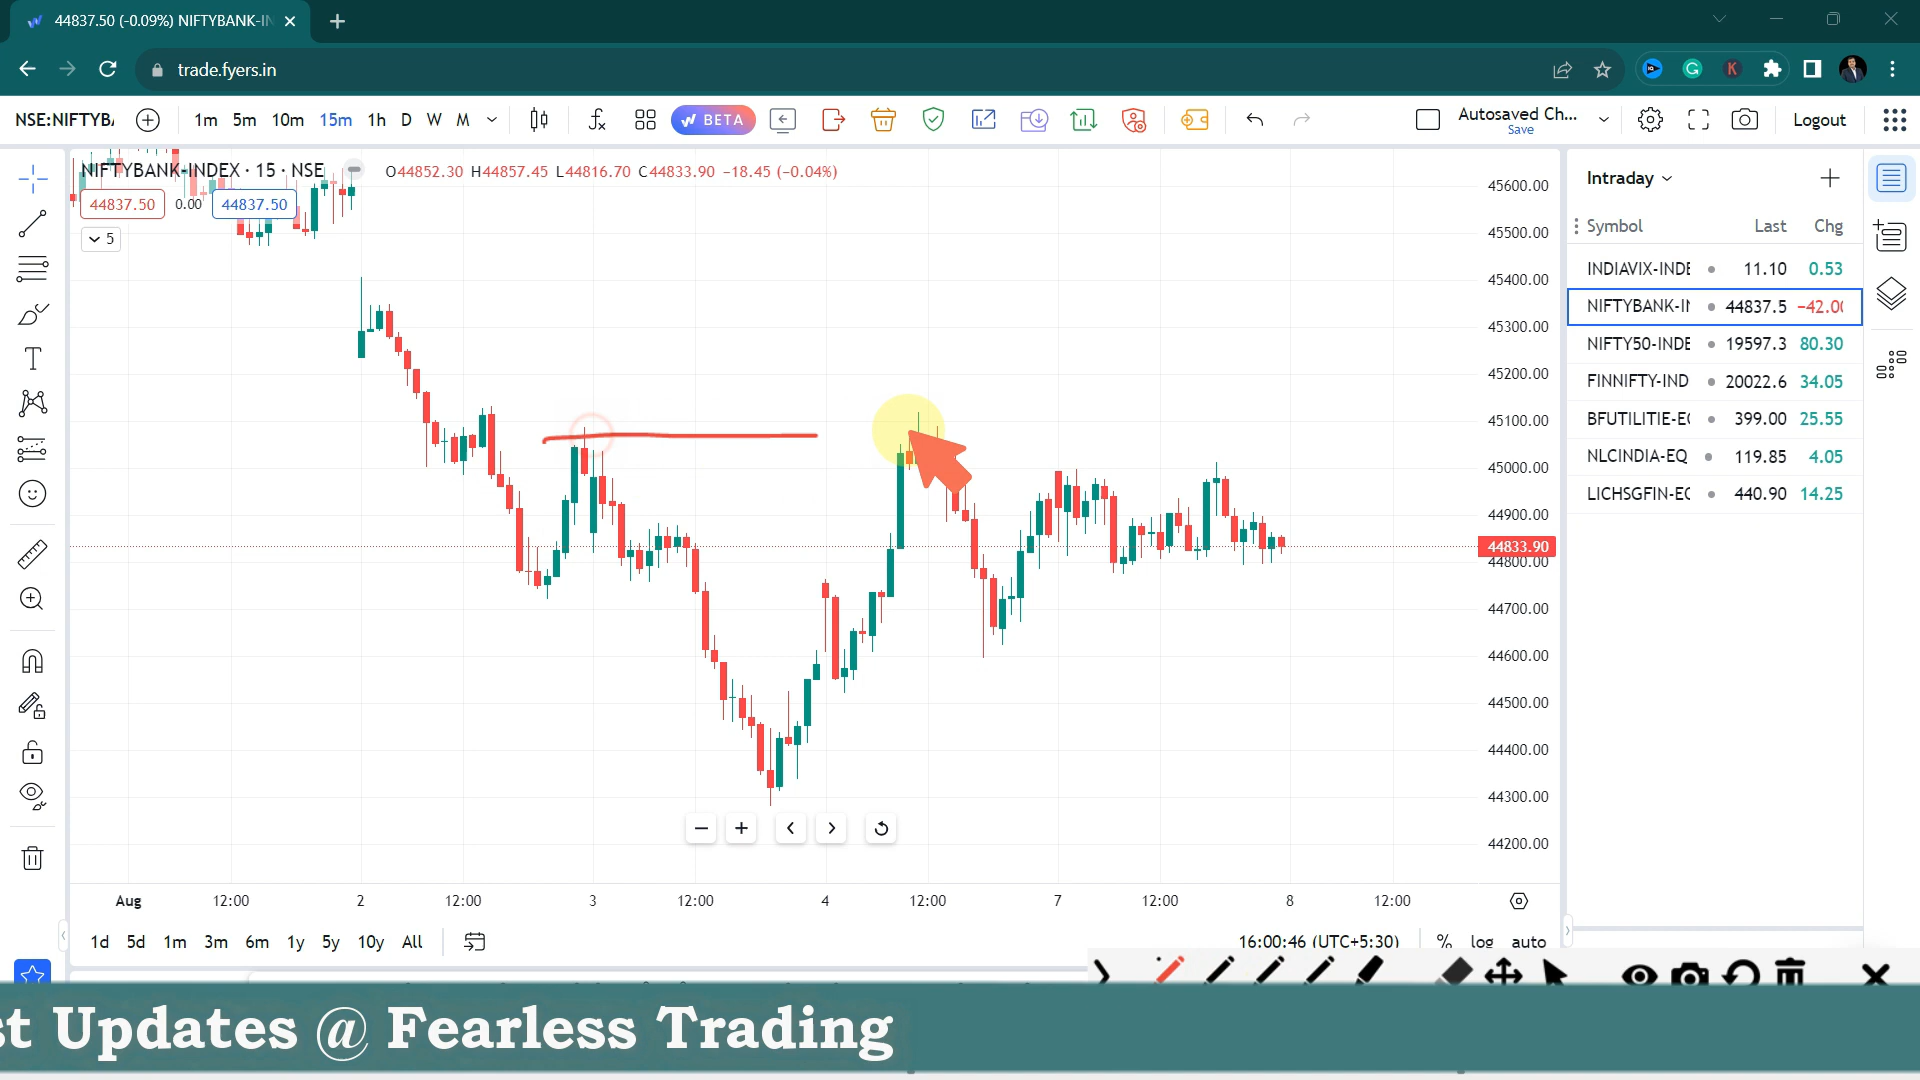 44837.50 (-0.09%) NIFTYBANK-IN
trade.fyers.in
NSE:NIFTYBA 1m 5m 10m 15m 1h D W M BETA Autosaved Ch... Save Logout
NIFTYBANK-INDEX · 15 · NSE O44852.30 H44857.45 L44816.70 C44833.90 −18.45 (−0.04%)
44837.50 0.00 44837.50
5
45600.00
45500.00
45400.00
45300.00
45200.00
45100.00
45000.00
44900.00
44833.90
44800.00
44700.00
44600.00
44500.00
44400.00
44300.00
44200.00
Aug 12:00 2 12:00 3 12:00 4 12:00 7 12:00 8 12:00
1d 5d 1m 3m 6m 1y 5y 10y All 16:00:46 (UTC+5:30) % log auto
Intraday
Symbol Last Chg
INDIAVIX-INDE 11.10 0.53
NIFTYBANK-IN 44837.5 −42.00
NIFTY50-INDE 19597.3 80.30
FINNIFTY-IND 20022.6 34.05
BFUTILITIE-EQ 399.00 25.55
NLCINDIA-EQ 119.85 4.05
LICHSGFIN-EQ 440.90 14.25
st Updates @ Fearless Trading